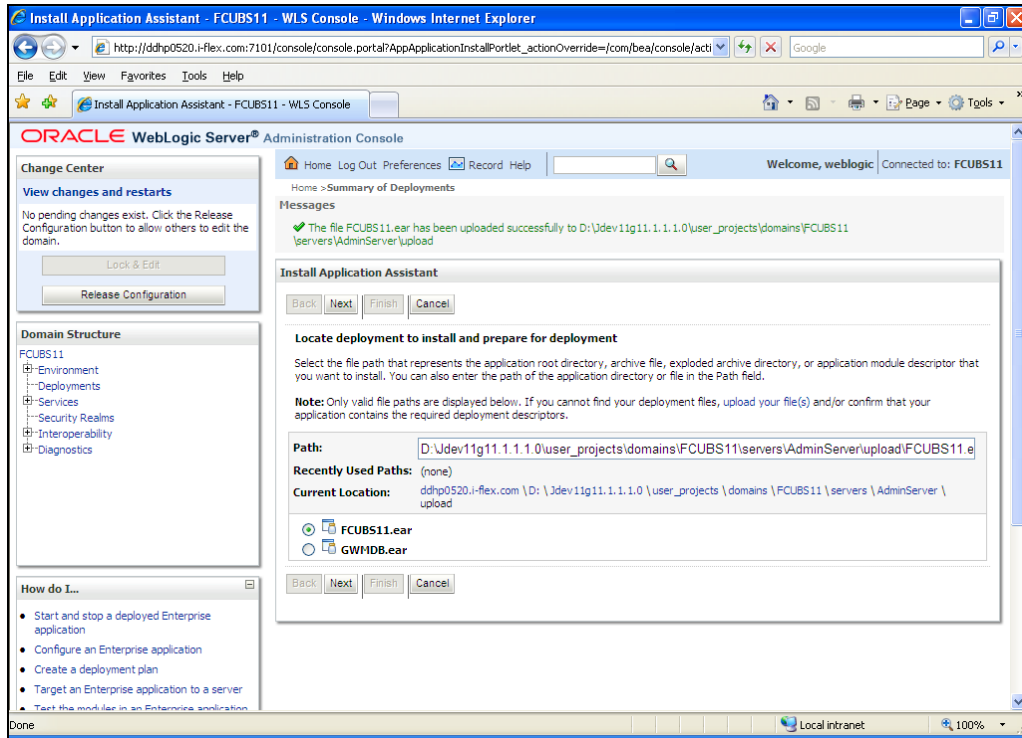 Install Application Assistant - FCUBS11 - WLS Console - Windows Internet Explorer
http://ddhp0520.i-flex.com:7101/console/console.portal?AppApplicationInstallPortlet_actionOverride=/com/bea/console/acti
Google
File Edit View Favorites Tools Help
Install Application Assistant - FCUBS11 - WLS Console
Page Tools
ORACLE WebLogic Server® Administration Console
Change Center
View changes and restarts
No pending changes exist. Click the Release
Configuration button to allow others to edit the
domain.
Lock & Edit
Release Configuration
Domain Structure
FCUBS11
Environment
Deployments
Services
Security Realms
Interoperability
Diagnostics
How do I...
Start and stop a deployed Enterprise
application
Configure an Enterprise application
Create a deployment plan
Target an Enterprise application to a server
Test the modules in an Enterprise application
Home Log Out Preferences Record Help
Welcome, weblogic Connected to: FCUBS11
Home >Summary of Deployments
Messages
The file FCUBS11.ear has been uploaded successfully to D:\Jdev11g11.1.1.1.0\user_projects\domains\FCUBS11
\servers\AdminServer\upload
Install Application Assistant
Back Next Finish Cancel
Locate deployment to install and prepare for deployment
Select the file path that represents the application root directory, archive file, exploded archive directory, or application module descriptor that
you want to install. You can also enter the path of the application directory or file in the Path field.
Note: Only valid file paths are displayed below. If you cannot find your deployment files, upload your file(s) and/or confirm that your
application contains the required deployment descriptors.
Path: D:\Jdev11g11.1.1.1.0\user_projects\domains\FCUBS11\servers\AdminServer\upload\FCUBS11.e
Recently Used Paths: (none)
Current Location: ddhp0520.i-flex.com \ D: \ Jdev11g11.1.1.1.0 \ user_projects \ domains \ FCUBS11 \ servers \ AdminServer \
upload
FCUBS11.ear
GWMDB.ear
Back Next Finish Cancel
Done
Local intranet
100%